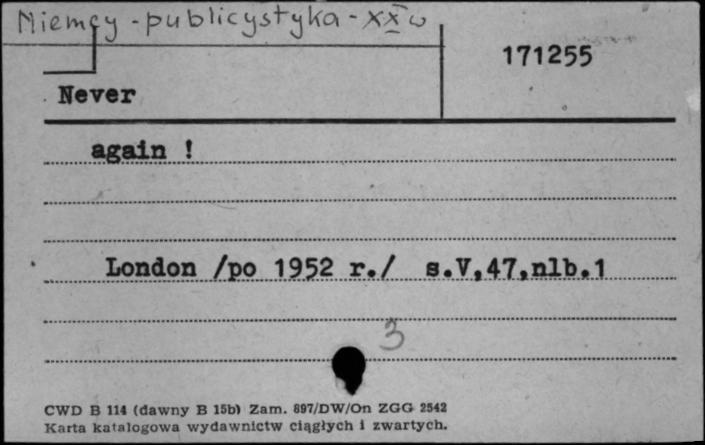 Niemcy - publicystyka - XX w
171255
Never
again !
London /po 1952 r./ s.V,47,nlb.1
3
CWD B 114 (dawny B 15b) Zam. 897/DW/On ZGG 2542
Karta katalogowa wydawnictw ciągłych i zwartych.